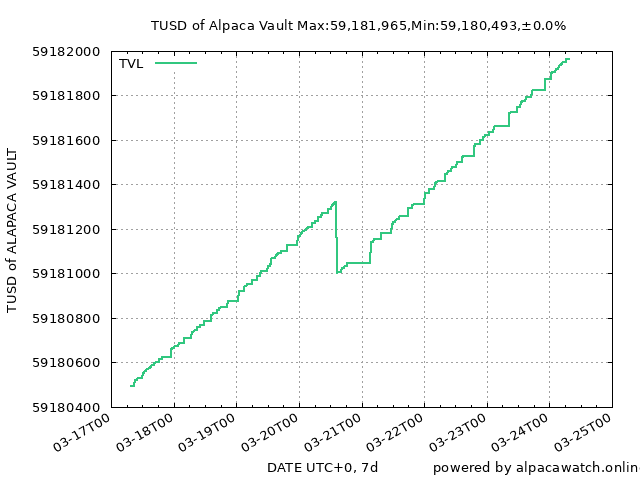 TUSD of Alpaca Vault Max:59,181,965,Min:59,180,493,±0.0%
TVL
59182000
59181800
59181600
59181400
59181200
59181000
59180800
59180600
59180400
TUSD of ALAPACA VAULT
03-17T00
03-18T00
03-19T00
03-20T00
03-21T00
03-22T00
03-23T00
03-24T00
03-25T00
DATE UTC+0, 7d
powered by alpacawatch.onlin